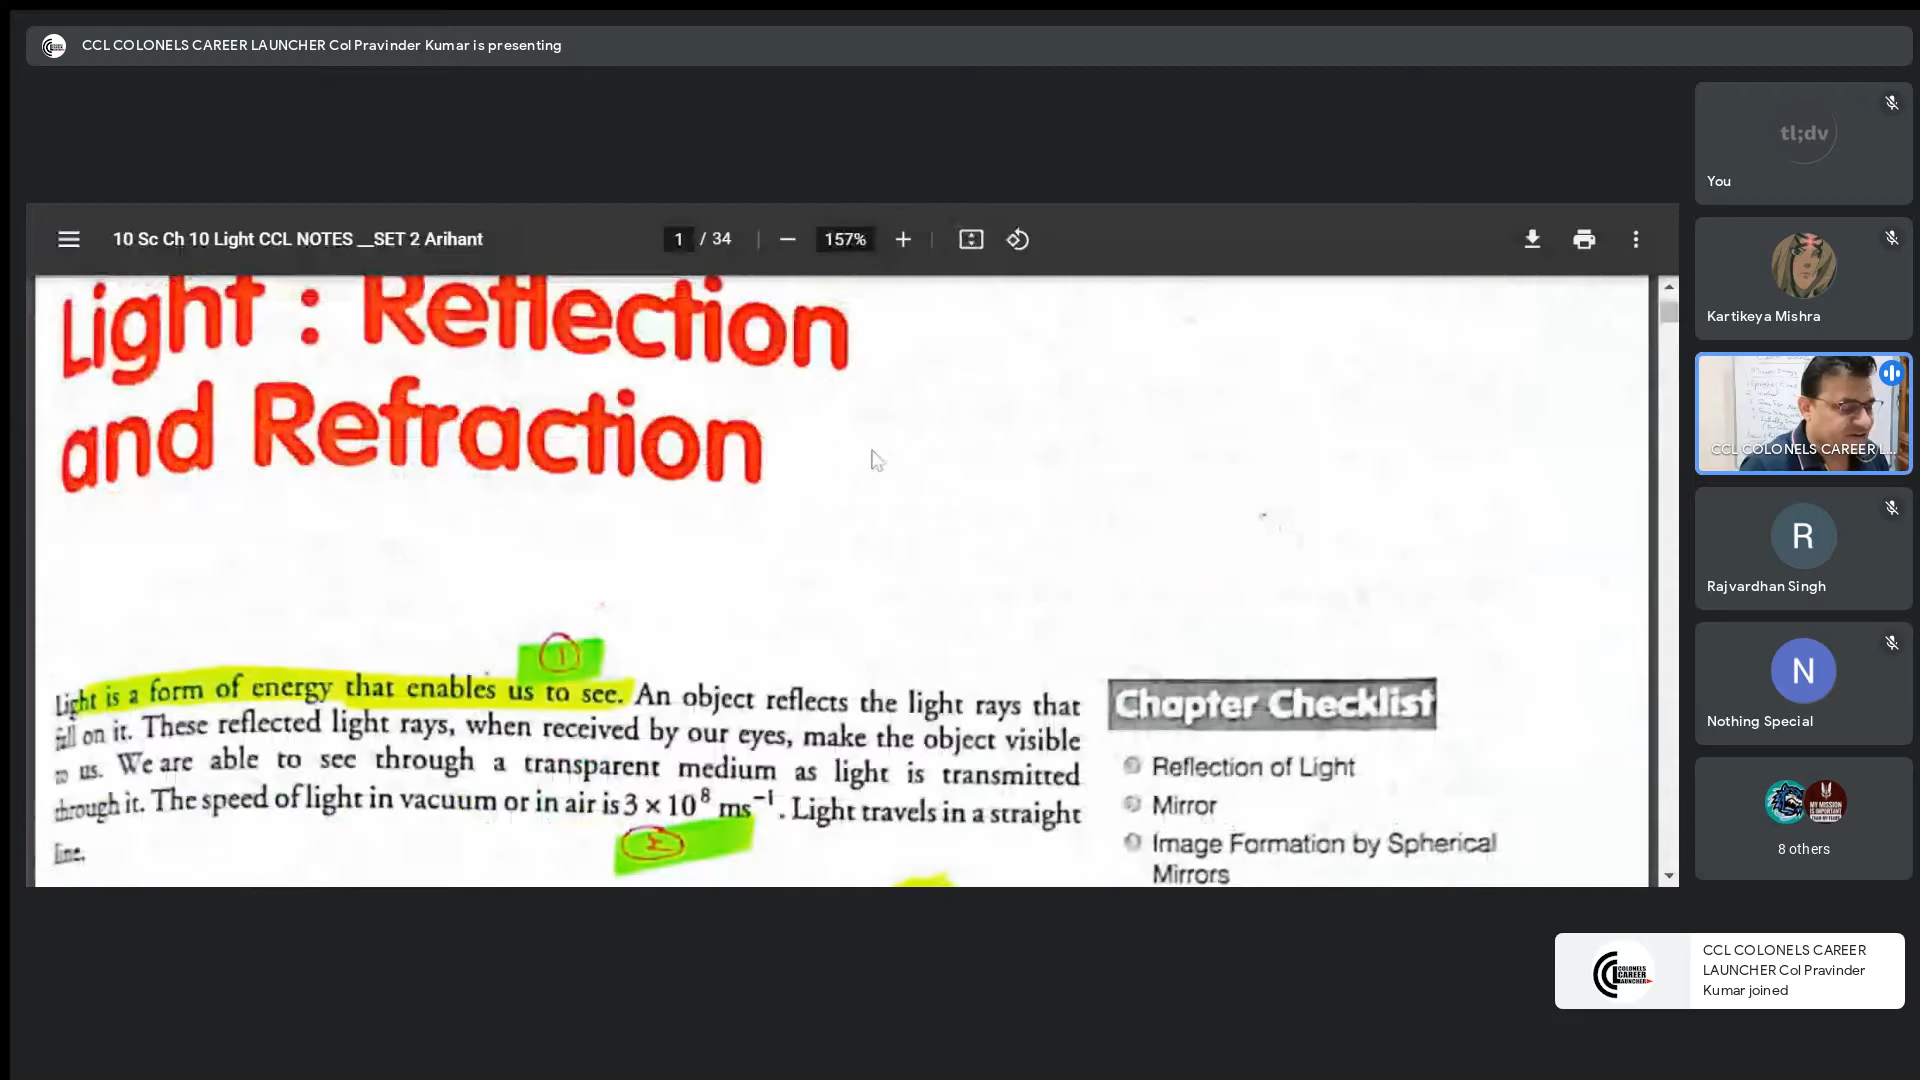 CCL COLONELS CAREER LAUNCHER Col Pravinder Kumar is presenting
10 Sc Ch 10 Light CCL NOTES __SET 2 Arihant
1 / 34
157%
Light : Reflection
and Refraction
1
Light is a form of energy that enables us to see. An object reflects the light rays that
fall on it. These reflected light rays, when received by our eyes, make the object visible
to us. We are able to see through a transparent medium as light is transmitted
through it. The speed of light in vacuum or in air is 3 × 10⁸ ms⁻¹. Light travels in a straight
line.
Chapter Checklist
Reflection of Light
Mirror
Image Formation by Spherical
Mirrors
tl;dv
You
Kartikeya Mishra
CCL COLONELS CAREER L...
R
Rajvardhan Singh
N
Nothing Special
8 others
COLONELS
CAREER
LAUNCHER
CCL COLONELS CAREER
LAUNCHER Col Pravinder
Kumar joined